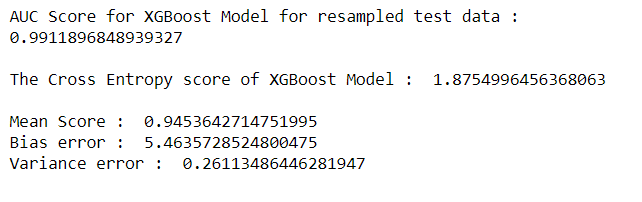 AUC Score for XGBoost Model for resampled test data :
0.9911896848939327
The Cross Entropy score of XGBoost Model :  1.8754996456368063
Mean Score :  0.9453642714751995
Bias error :  5.4635728524800475
Variance error :  0.26113486446281947